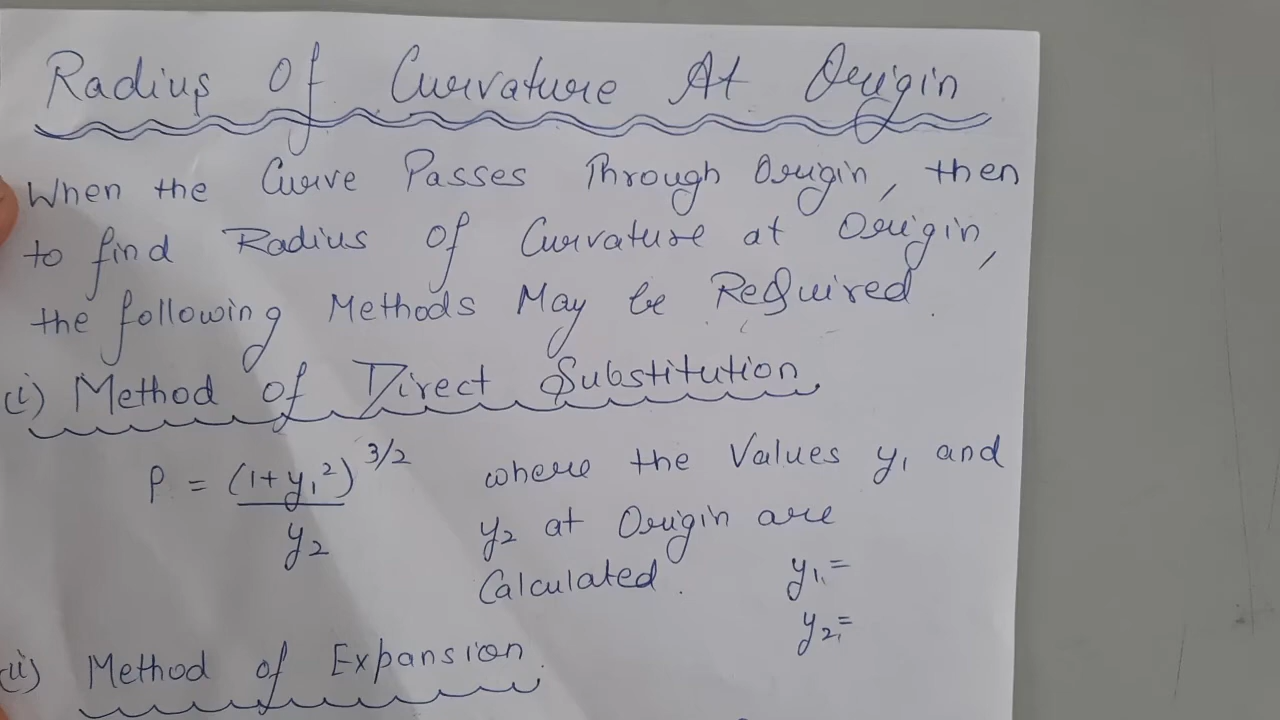 Radius Of Curvature At Origin
When the Curve Passes Through Origin, then
to find Radius of Curvature at Origin,
the following Methods May be Required.
(i) Method of Direct Substitution
ρ = (1+y₁²)^3/2 / y₂
where the Values y₁ and
y₂ at Origin are
Calculated.
y₁=
y₂=
(ii) Method of Expansion.